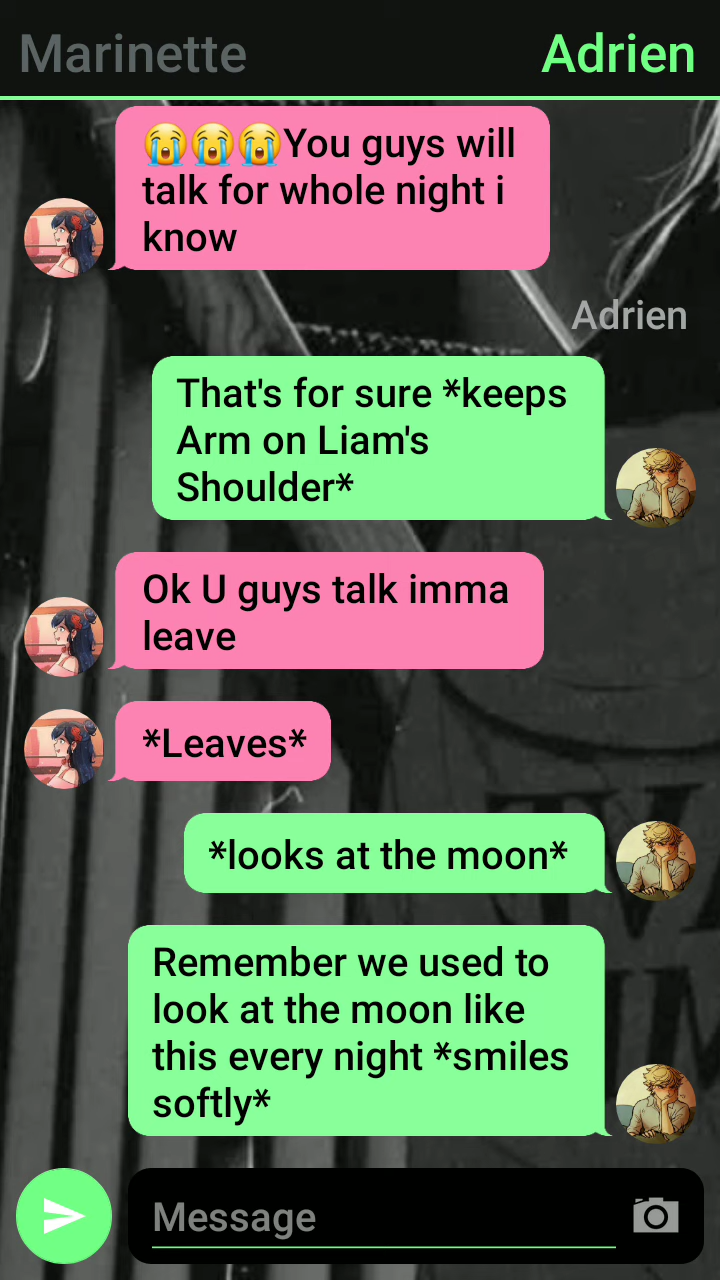 Marinette
Adrien
😭😭😭You guys will
talk for whole night i
know
Adrien
That's for sure *keeps
Arm on Liam's
Shoulder*
Ok U guys talk imma
leave
*Leaves*
*looks at the moon*
Remember we used to
look at the moon like
this every night *smiles
softly*
Message